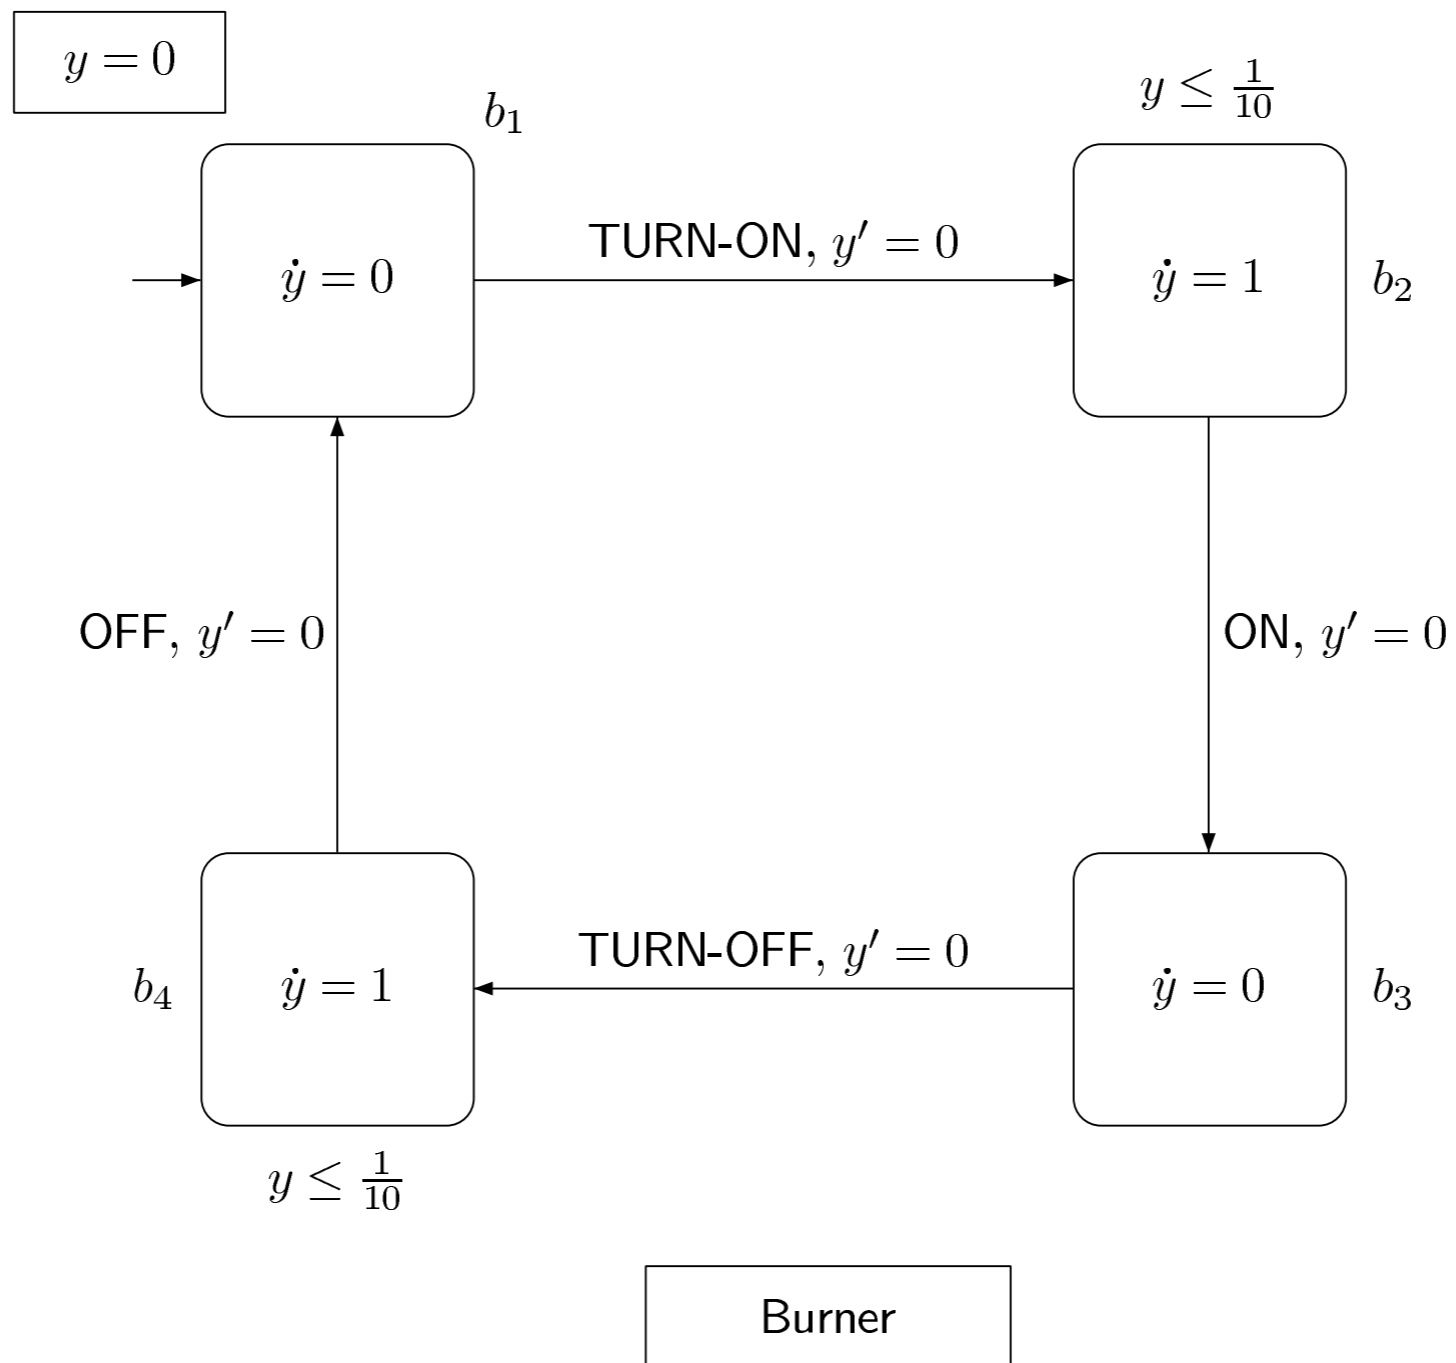 y = 0
b₁
y ≤ 1/10
ẏ = 0
TURN-ON, y′ = 0
ẏ = 1
b₂
OFF, y′ = 0
ON, y′ = 0
b₄
ẏ = 1
TURN-OFF, y′ = 0
ẏ = 0
b₃
y ≤ 1/10
Burner